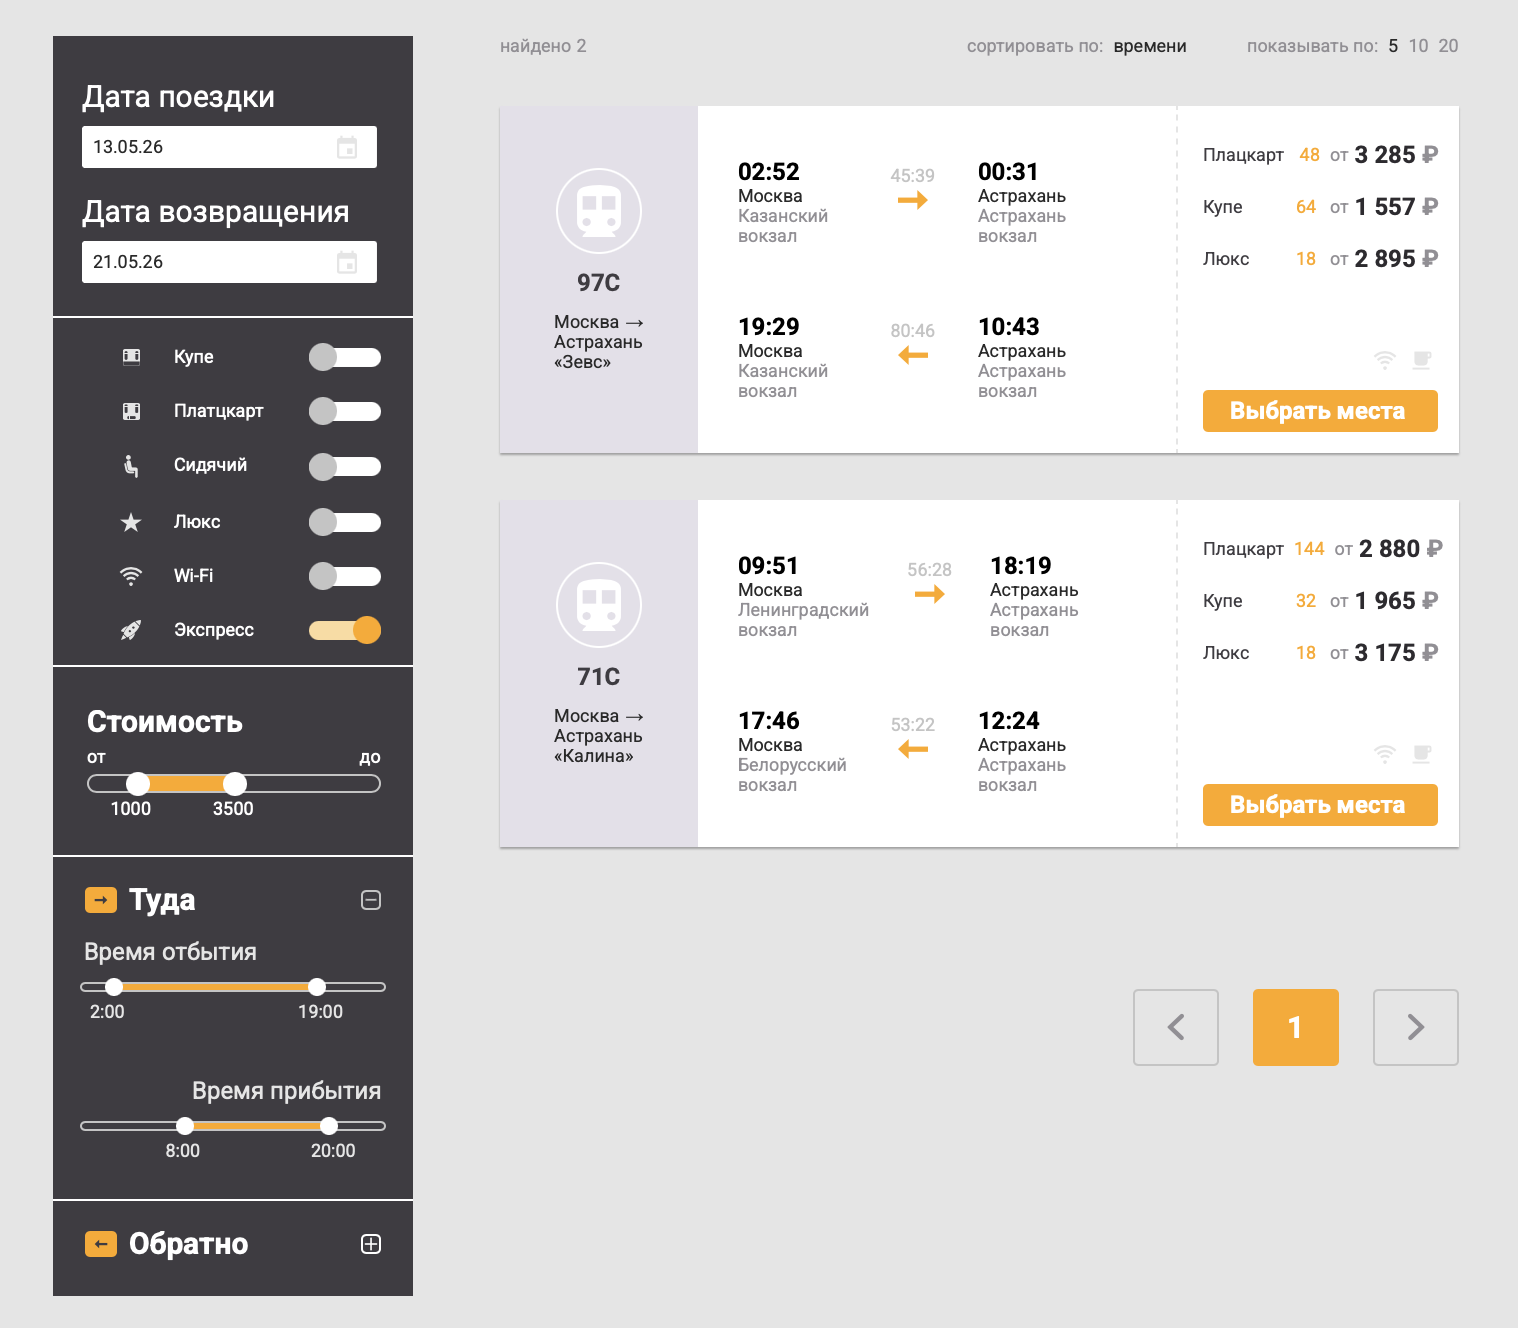 Дата поездки
13.05.26
Дата возвращения
21.05.26
Купе
Платцкарт
Сидячий
Люкс
Wi-Fi
Экспресс
Стоимость
от до
1000 3500
Туда
Время отбытия
2:00 19:00
Время прибытия
8:00 20:00
Обратно
найдено 2
сортировать по: времени
показывать по: 5 10 20
97С
Москва →
Астрахань
«Зевс»
02:52 45:39 00:31
Москва Астрахань
Казанский Астрахань
вокзал вокзал
19:29 80:46 10:43
Москва Астрахань
Казанский Астрахань
вокзал вокзал
Плацкарт 48 от 3 285 ₽
Купе 64 от 1 557 ₽
Люкс 18 от 2 895 ₽
Выбрать места
71С
Москва →
Астрахань
«Калина»
09:51 56:28 18:19
Москва Астрахань
Ленинградский Астрахань
вокзал вокзал
17:46 53:22 12:24
Москва Астрахань
Белорусский Астрахань
вокзал вокзал
Плацкарт 144 от 2 880 ₽
Купе 32 от 1 965 ₽
Люкс 18 от 3 175 ₽
Выбрать места
1